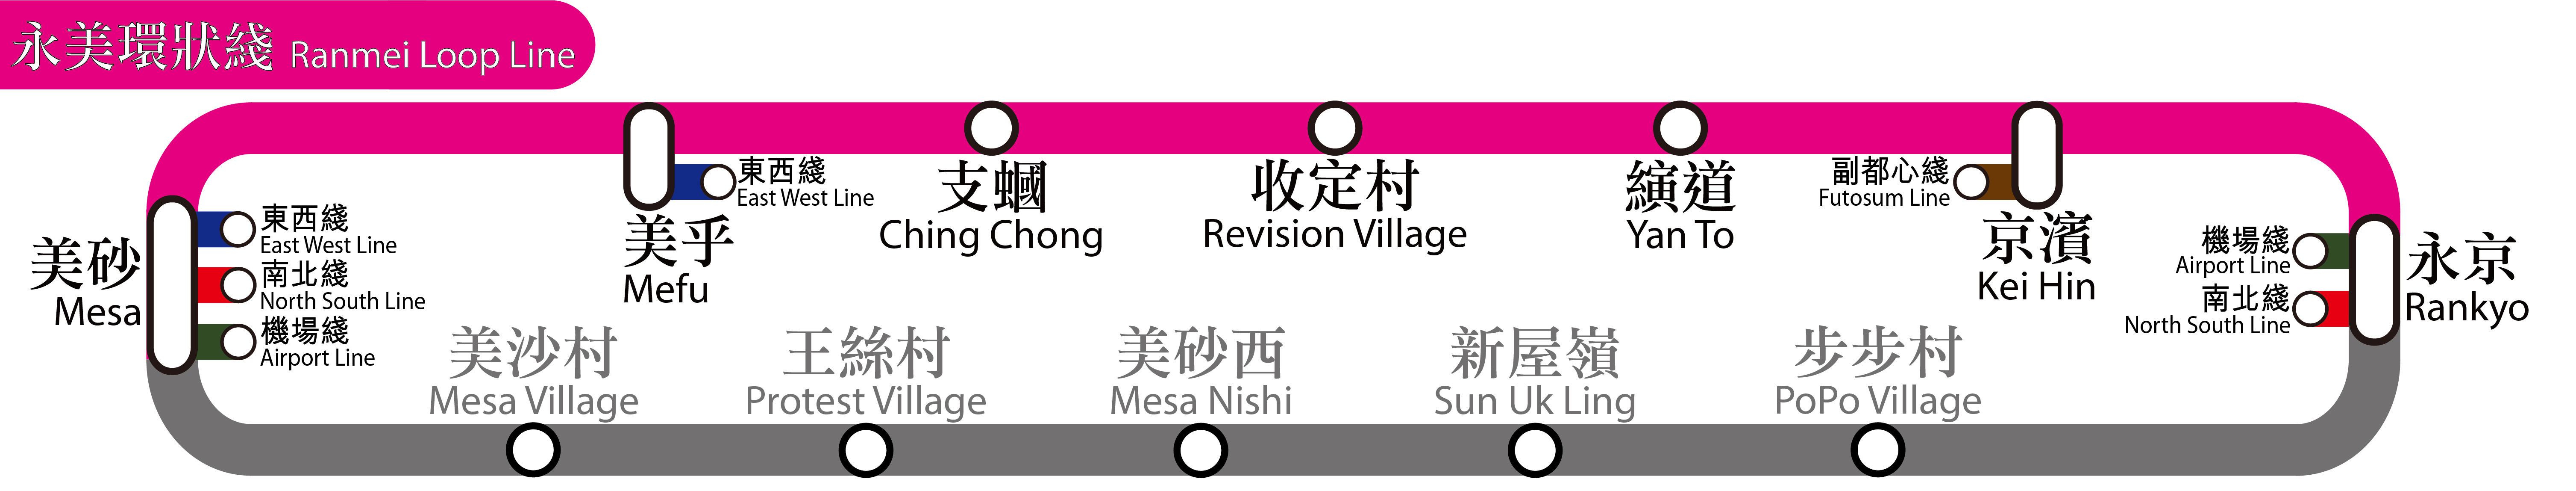 永美環狀綫 Ranmei Loop Line
東西綫
East West Line
支蟈
Ching Chong
收定村
Revision Village
縯道
Yan To
副都心綫
Futosum Line
美乎
Mefu
京濱
Kei Hin
美砂
Mesa
東西綫
East West Line
南北綫
North South Line
機場綫
Airport Line
機場綫
Airport Line
南北綫
North South Line
永京
Rankyo
美沙村
Mesa Village
王絲村
Protest Village
美砂西
Mesa Nishi
新屋嶺
Sun Uk Ling
步步村
PoPo Village